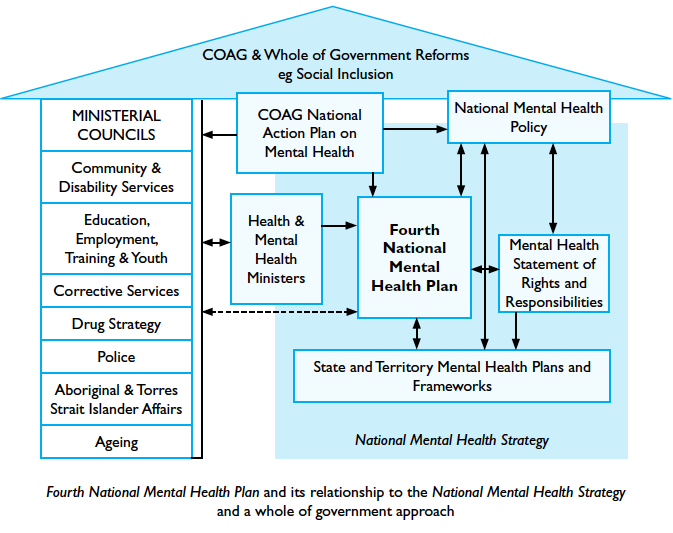 COAG & Whole of Government Reforms
eg Social Inclusion
MINISTERIAL
COUNCILS
Community &
Disability Services
Education,
Employment,
Training & Youth
Corrective Services
Drug Strategy
Police
Aboriginal & Torres
Strait Islander Affairs
Ageing
COAG National
Action Plan on
Mental Health
National Mental Health
Policy
Health &
Mental
Health
Ministers
Fourth
National
Mental
Health Plan
Mental Health
Statement of
Rights and
Responsibilities
State and Territory Mental Health Plans and
Frameworks
National Mental Health Strategy
Fourth National Mental Health Plan and its relationship to the National Mental Health Strategy
and a whole of government approach